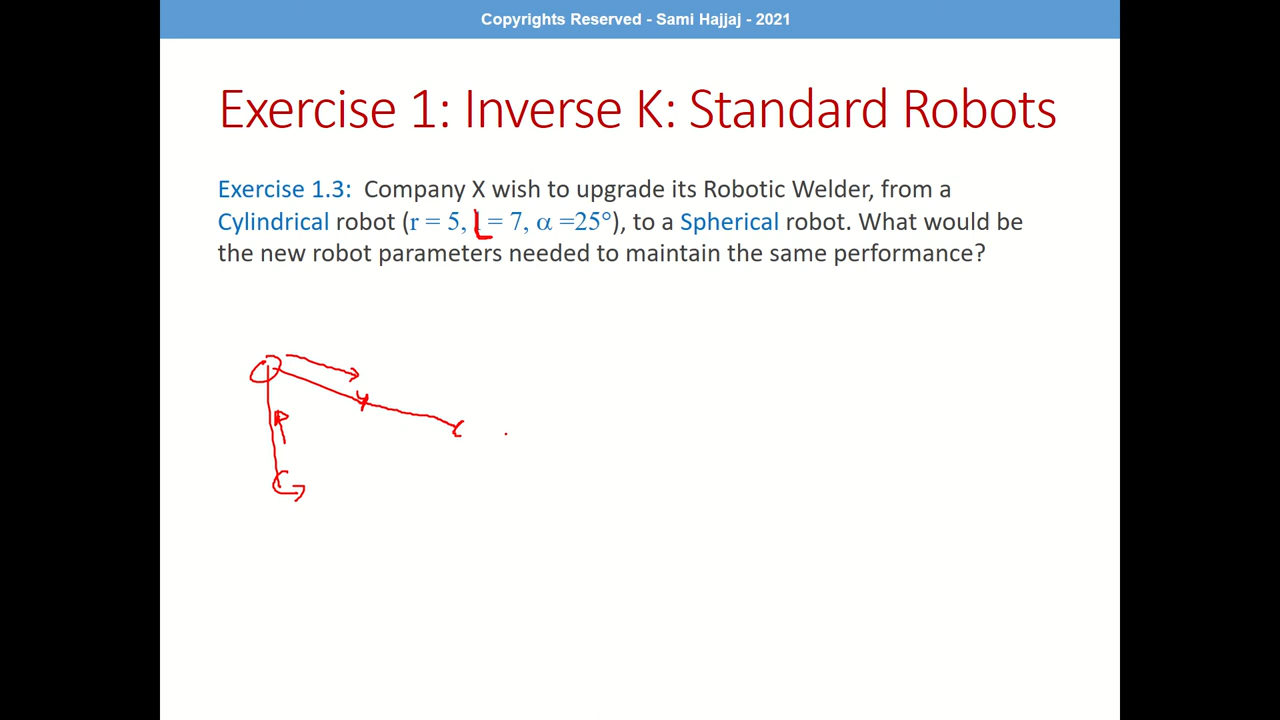 Copyrights Reserved - Sami Hajjaj - 2021
Exercise 1: Inverse K: Standard Robots
Exercise 1.3: Company X wish to upgrade its Robotic Welder, from a
Cylindrical robot (r = 5, L = 7, α =25°), to a Spherical robot. What would be
the new robot parameters needed to maintain the same performance?